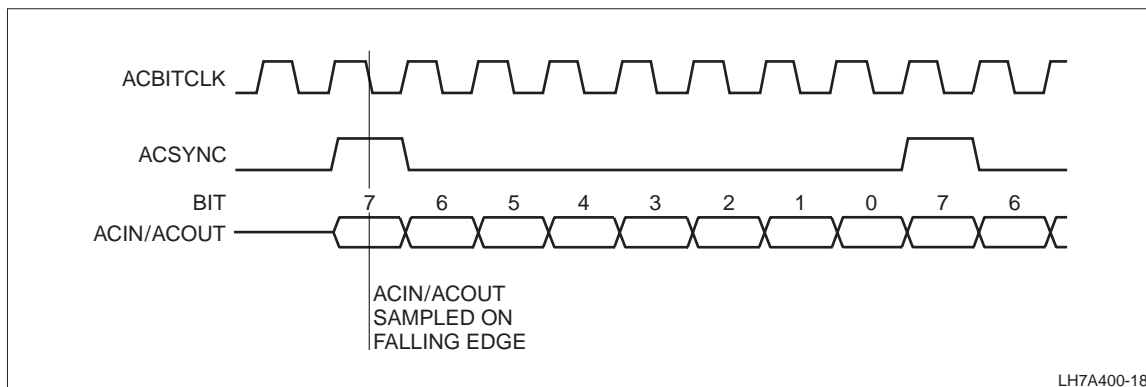 ACBITCLK
ACSYNC
BIT 7 6 5 4 3 2 1 0 7 6
ACIN/ACOUT
ACIN/ACOUT
SAMPLED ON
FALLING EDGE
LH7A400-18